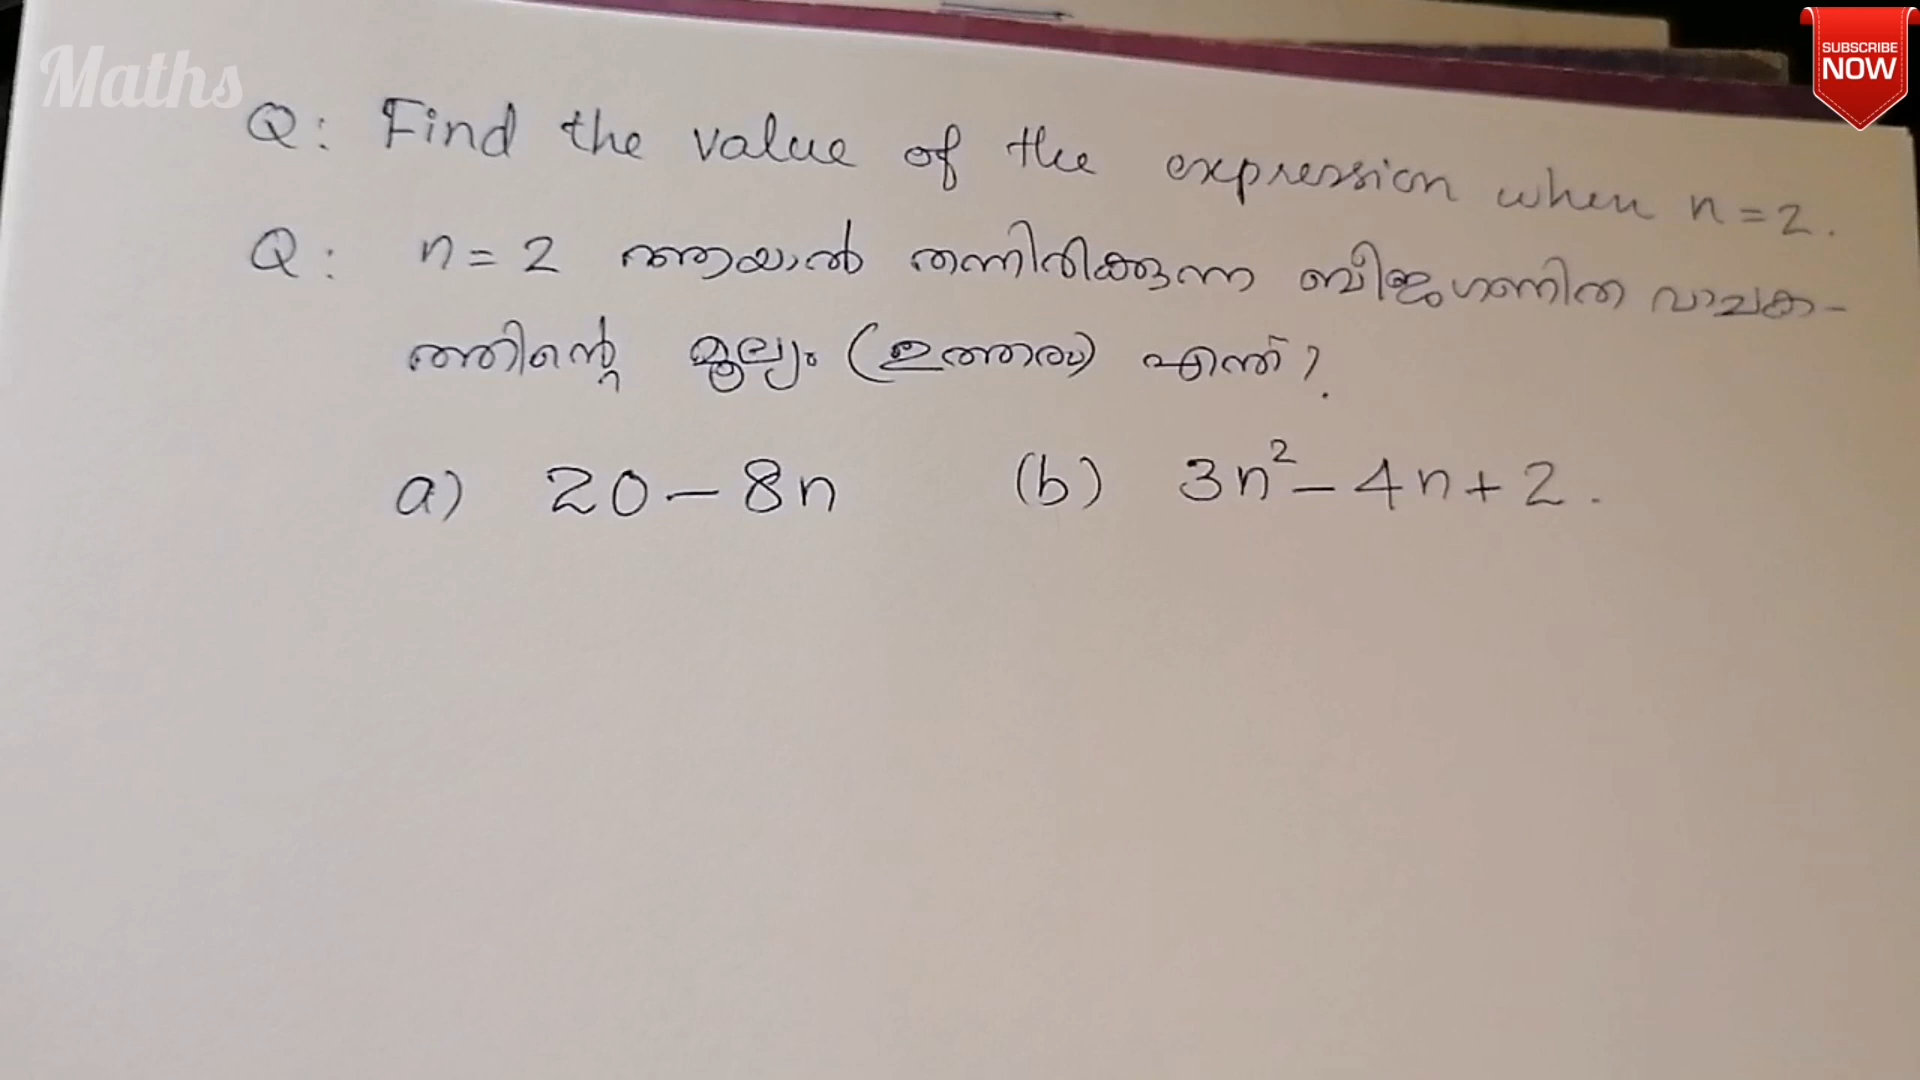 Maths
SUBSCRIBE
NOW
Q: Find the value of the expression when n=2.
Q: n=2 ആയാൽ തന്നിരിക്കുന്ന ബീജഗണിത വാചക-
ത്തിന്റെ മൂല്യം (ഉത്തരം) എന്ത്?
a) 20-8n (b) 3n²-4n+2.